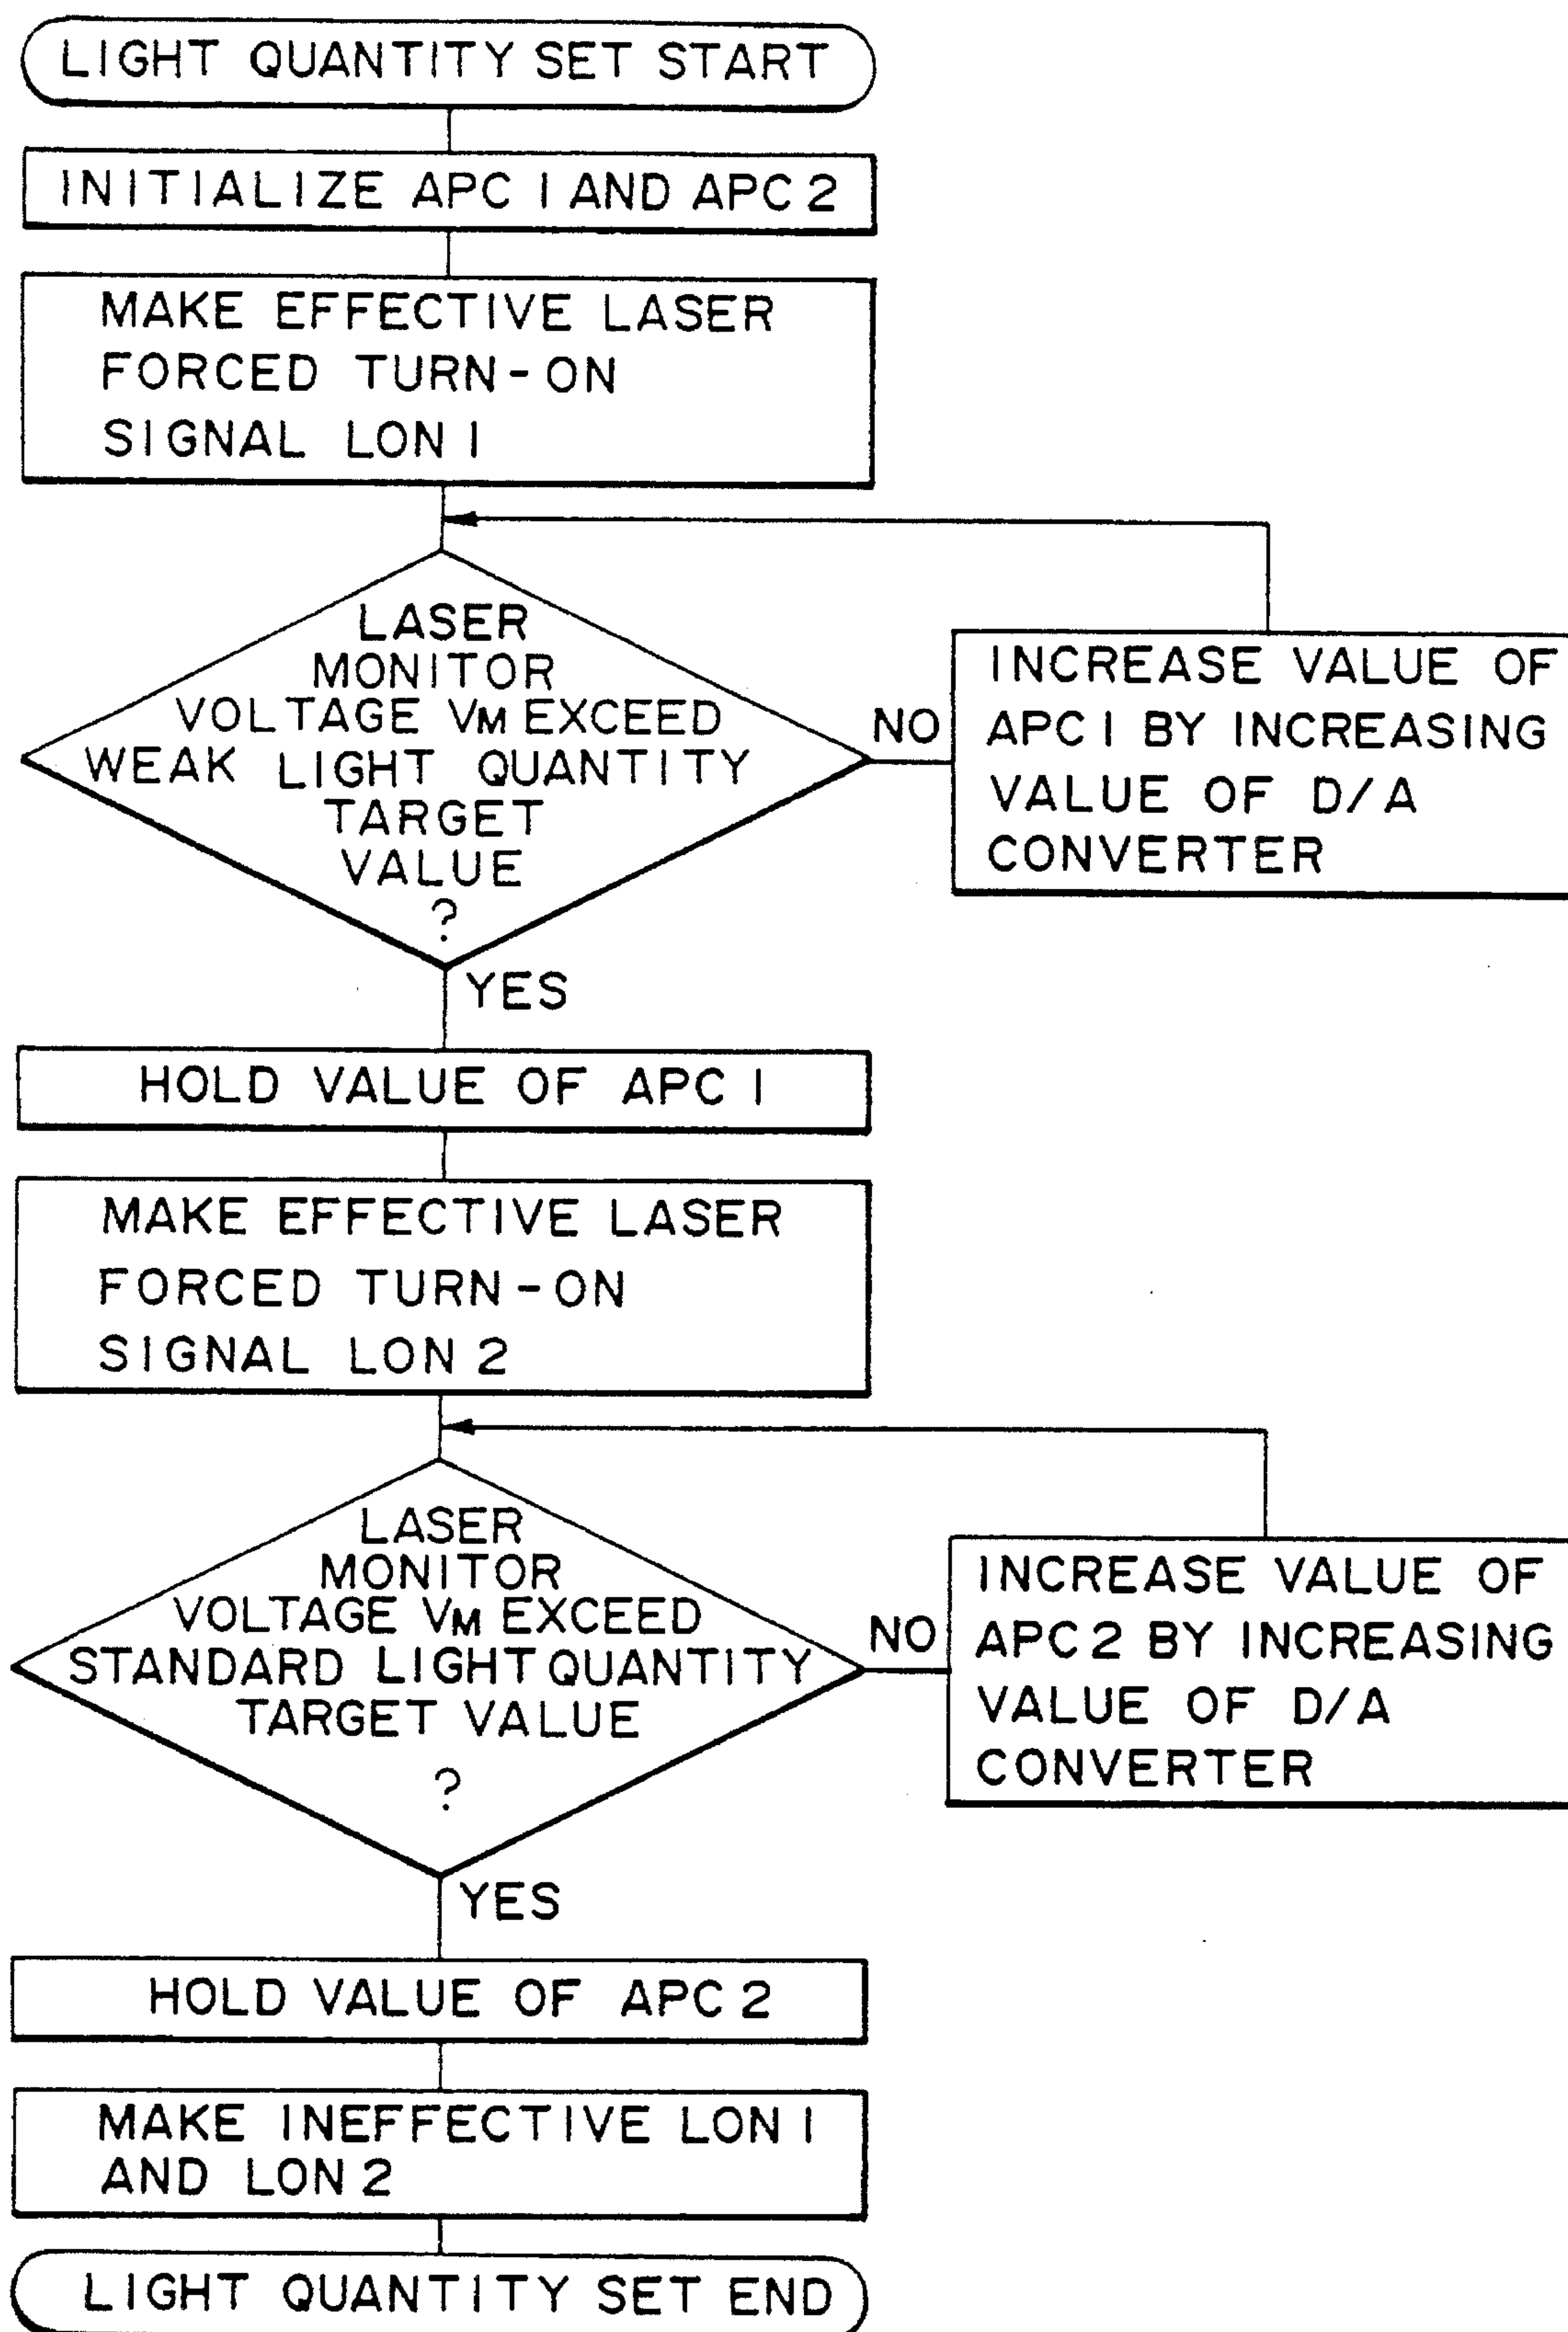 LIGHT QUANTITY SET START
INITIALIZE APC 1 AND APC 2
MAKE EFFECTIVE LASER
FORCED TURN-ON
SIGNAL LON 1
LASER
MONITOR
VOLTAGE VM EXCEED
WEAK LIGHT QUANTITY
TARGET
VALUE
?
NO
INCREASE VALUE OF
APC 1 BY INCREASING
VALUE OF D/A
CONVERTER
YES
HOLD VALUE OF APC 1
MAKE EFFECTIVE LASER
FORCED TURN-ON
SIGNAL LON 2
LASER
MONITOR
VOLTAGE VM EXCEED
STANDARD LIGHT QUANTITY
TARGET VALUE
?
NO
INCREASE VALUE OF
APC 2 BY INCREASING
VALUE OF D/A
CONVERTER
YES
HOLD VALUE OF APC 2
MAKE INEFFECTIVE LON 1
AND LON 2
LIGHT QUANTITY SET END